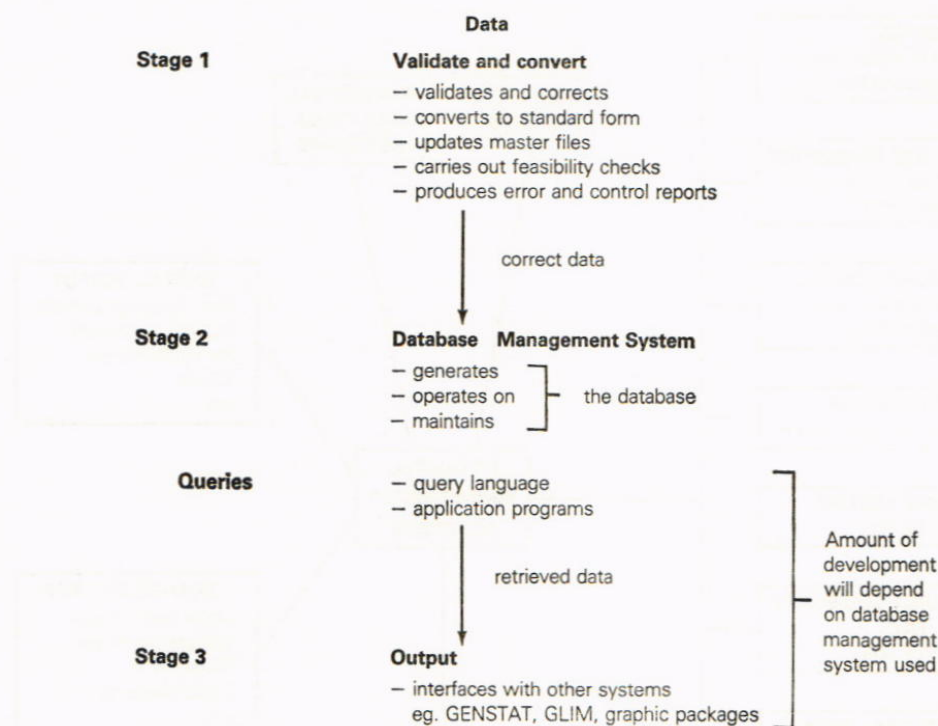 Data
Stage 1 Validate and convert
– validates and corrects
– converts to standard form
– updates master files
– carries out feasibility checks
– produces error and control reports
correct data
Stage 2 Database Management System
– generates
– operates on the database
– maintains
Queries – query language
– application programs
retrieved data
Amount of
development
will depend
on database
management
system used
Stage 3 Output
– interfaces with other systems
eg. GENSTAT, GLIM, graphic packages